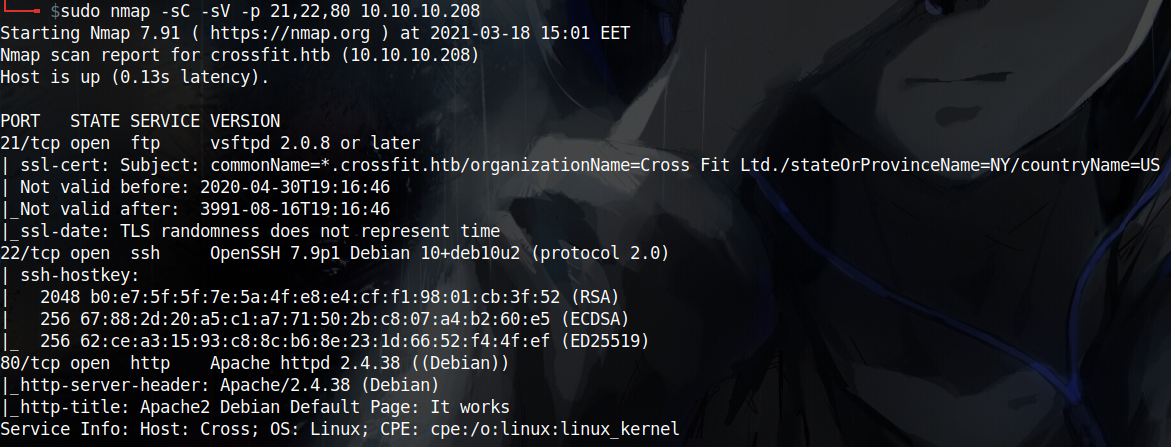 $sudo nmap -sC -sV -p 21,22,80 10.10.10.208
Starting Nmap 7.91 ( https://nmap.org ) at 2021-03-18 15:01 EET
Nmap scan report for crossfit.htb (10.10.10.208)
Host is up (0.13s latency).
PORT   STATE SERVICE VERSION
21/tcp open  ftp     vsftpd 2.0.8 or later
| ssl-cert: Subject: commonName=*.crossfit.htb/organizationName=Cross Fit Ltd./stateOrProvinceName=NY/countryName=US
| Not valid before: 2020-04-30T19:16:46
|_Not valid after:  3991-08-16T19:16:46
|_ssl-date: TLS randomness does not represent time
22/tcp open  ssh     OpenSSH 7.9p1 Debian 10+deb10u2 (protocol 2.0)
| ssh-hostkey:
|   2048 b0:e7:5f:5f:7e:5a:4f:e8:e4:cf:f1:98:01:cb:3f:52 (RSA)
|   256 67:88:2d:20:a5:c1:a7:71:50:2b:c8:07:a4:b2:60:e5 (ECDSA)
|_  256 62:ce:a3:15:93:c8:8c:b6:8e:23:1d:66:52:f4:4f:ef (ED25519)
80/tcp open  http    Apache httpd 2.4.38 ((Debian))
|_http-server-header: Apache/2.4.38 (Debian)
|_http-title: Apache2 Debian Default Page: It works
Service Info: Host: Cross; OS: Linux; CPE: cpe:/o:linux:linux_kernel